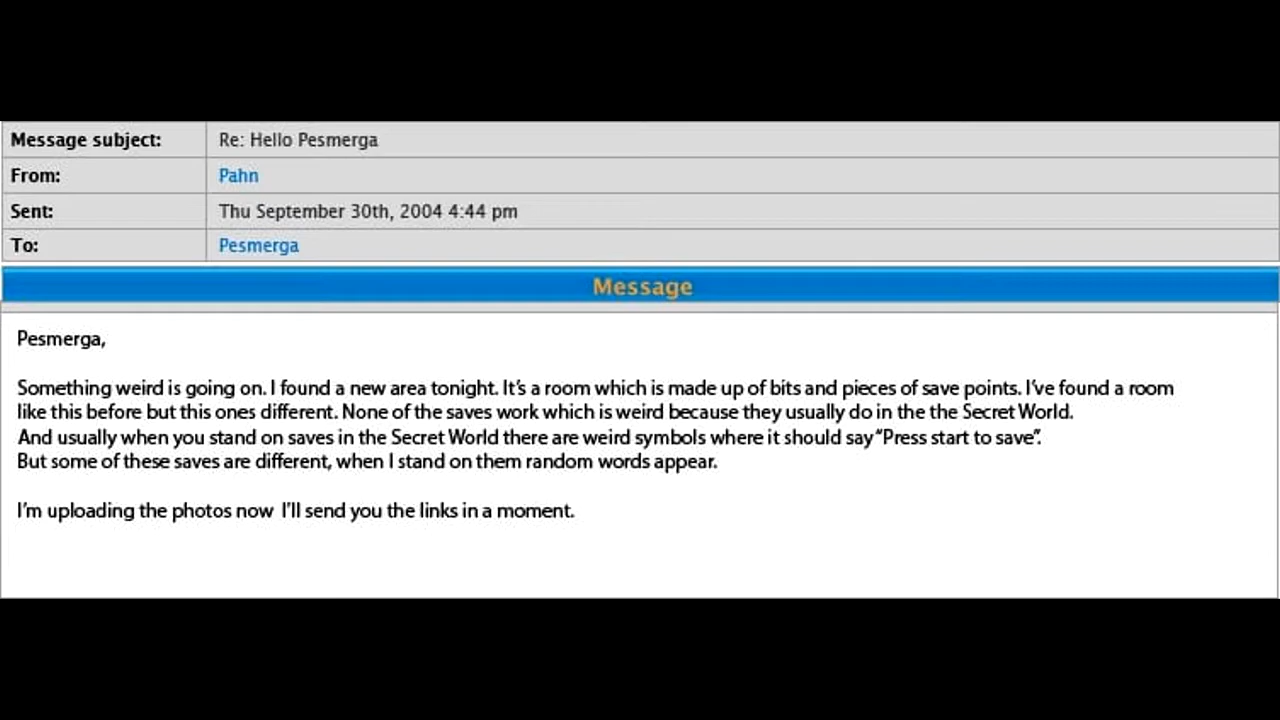 Message subject: Re: Hello Pesmerga
From: Pahn
Sent: Thu September 30th, 2004 4:44 pm
To: Pesmerga
Message
Pesmerga,
Something weird is going on. I found a new area tonight. It's a room which is made up of bits and pieces of save points. I've found a room
like this before but this ones different. None of the saves work which is weird because they usually do in the the Secret World.
And usually when you stand on saves in the Secret World there are weird symbols where it should say “Press start to save”.
But some of these saves are different, when I stand on them random words appear.
I'm uploading the photos now I'll send you the links in a moment.